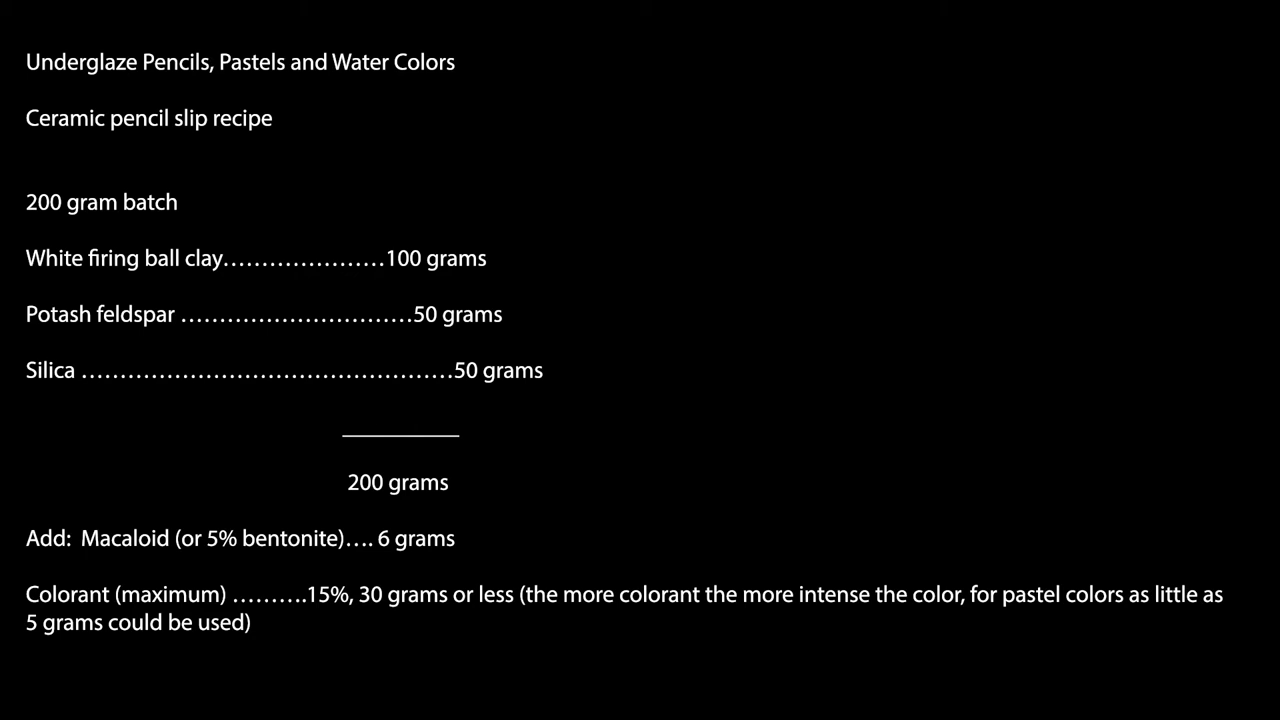 Underglaze Pencils, Pastels and Water Colors
Ceramic pencil slip recipe
200 gram batch
White firing ball clay…………………100 grams
Potash feldspar …………………………50 grams
Silica …………………………………………50 grams
200 grams
Add:  Macaloid (or 5% bentonite)…. 6 grams
Colorant (maximum) ……….15%, 30 grams or less (the more colorant the more intense the color, for pastel colors as little as
5 grams could be used)